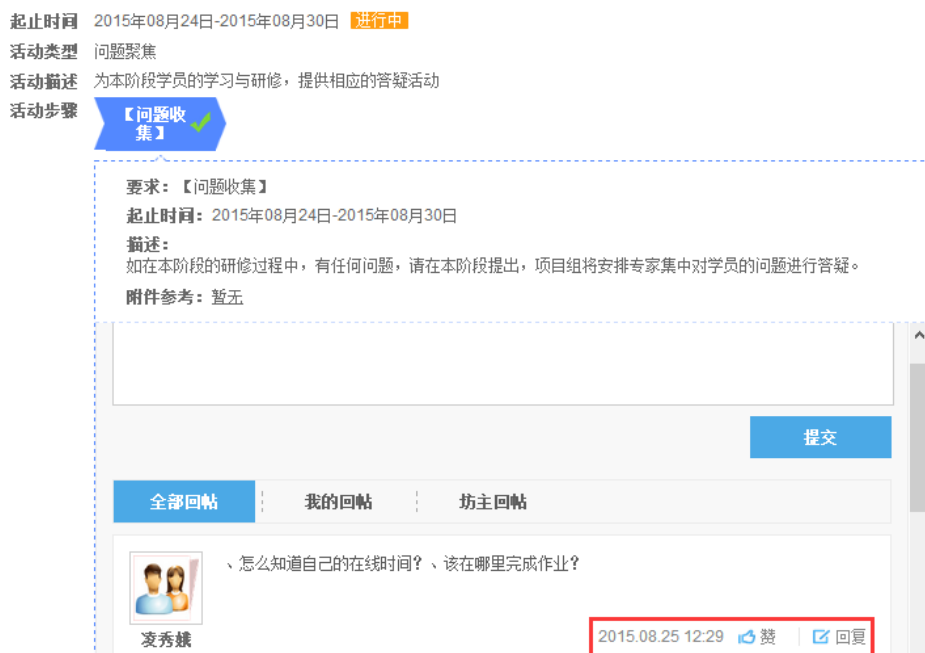 起止时间 2015年08月24日-2015年08月30日 进行中
活动类型 问题聚集
活动描述 为本阶段学员的学习与研修，提供相应的答疑活动
活动步骤
【问题收
集】
要求：【问题收集】
起止时间：2015年08月24日-2015年08月30日
描述：
如在本阶段的研修过程中，有任何问题，请在本阶段提出，项目组将安排专家集中对学员的问题进行答疑。
附件参考：暂无
提交
全部回帖 我的回帖 坊主回帖
、怎么知道自己的在线时间？、该在哪里完成作业？
凌秀娥
2015.08.25 12:29 赞 回复